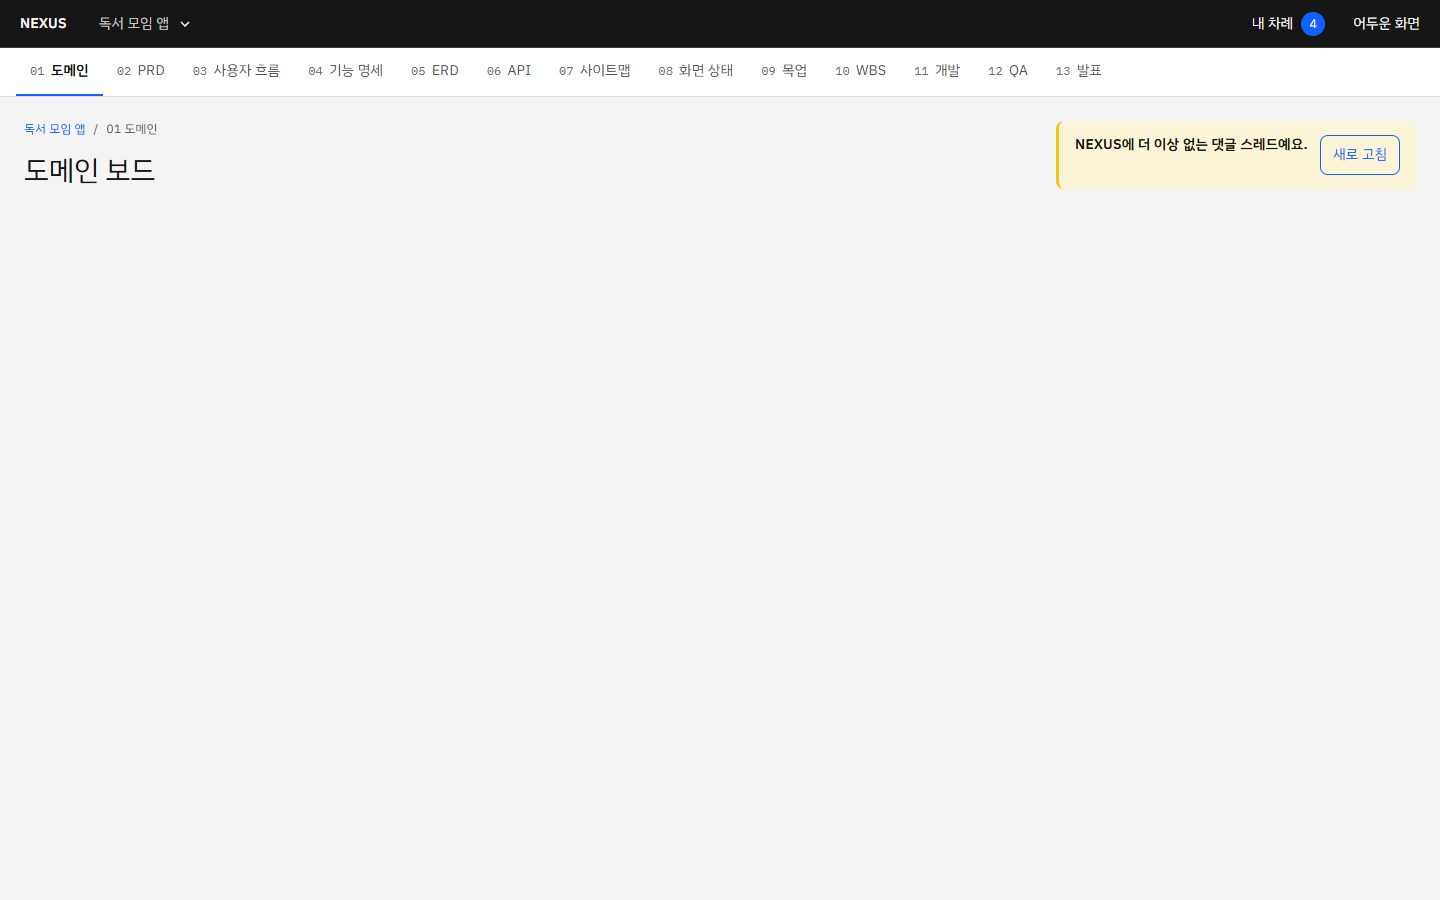 NEXUS 독서 모임 앱 내 차례 4 어두운 화면
01 도메인 02 PRD 03 사용자 흐름 04 기능 명세 05 ERD 06 API 07 사이트맵 08 화면 상태 09 목업 10 WBS 11 개발 12 QA 13 발표
독서 모임 앱 / 01 도메인
도메인 보드
NEXUS에 더 이상 없는 댓글 스레드예요.
새로 고침